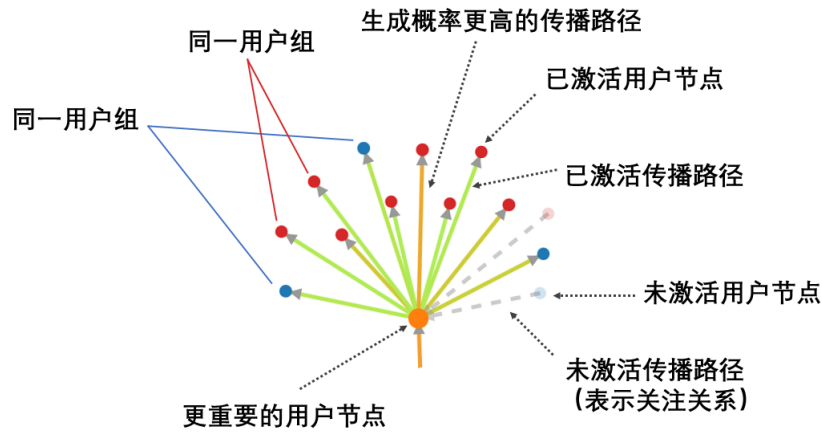 生成概率更高的传播路径
同一用户组
已激活用户节点
同一用户组
已激活传播路径
未激活用户节点
未激活传播路径
（表示关注关系）
更重要的用户节点